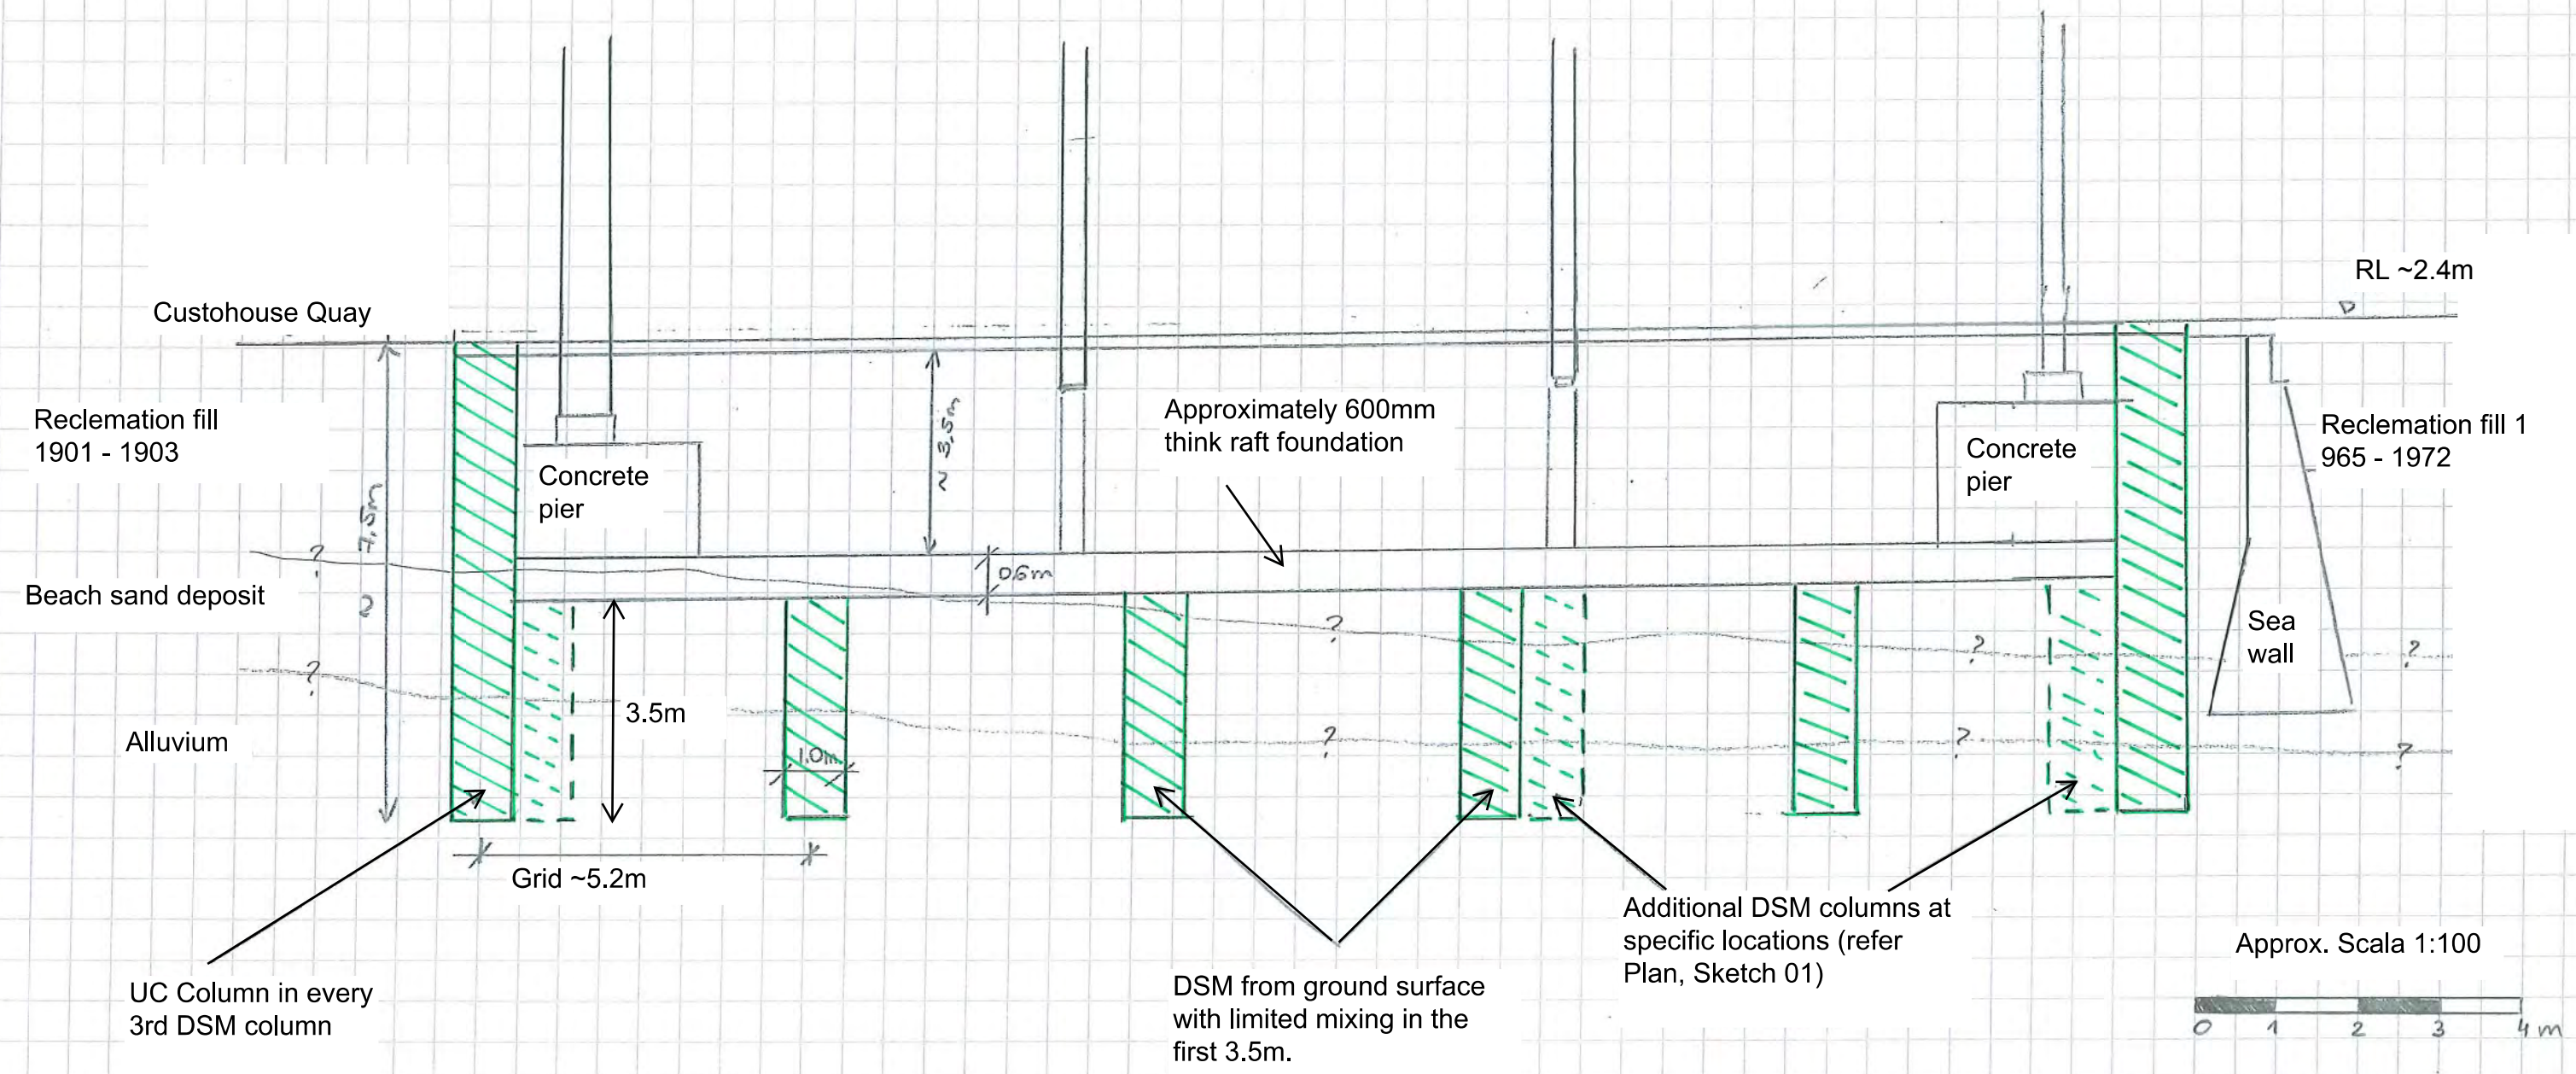 RL ~2.4m
Custohouse Quay
Reclemation fill
1901 - 1903
~ 7,5m
~ 3,5m
Approximately 600mm
think raft foundation
Concrete
pier
Concrete
pier
Reclemation fill 1
965 - 1972
?
0.6m
Beach sand deposit
?
?
?
Sea
wall
?
3.5m
Alluvium
1.0m
?
?
?
Grid ~5.2m
UC Column in every
3rd DSM column
DSM from ground surface
with limited mixing in the
first 3.5m.
Additional DSM columns at
specific locations (refer
Plan, Sketch 01)
Approx. Scala 1:100
0 1 2 3 4 m